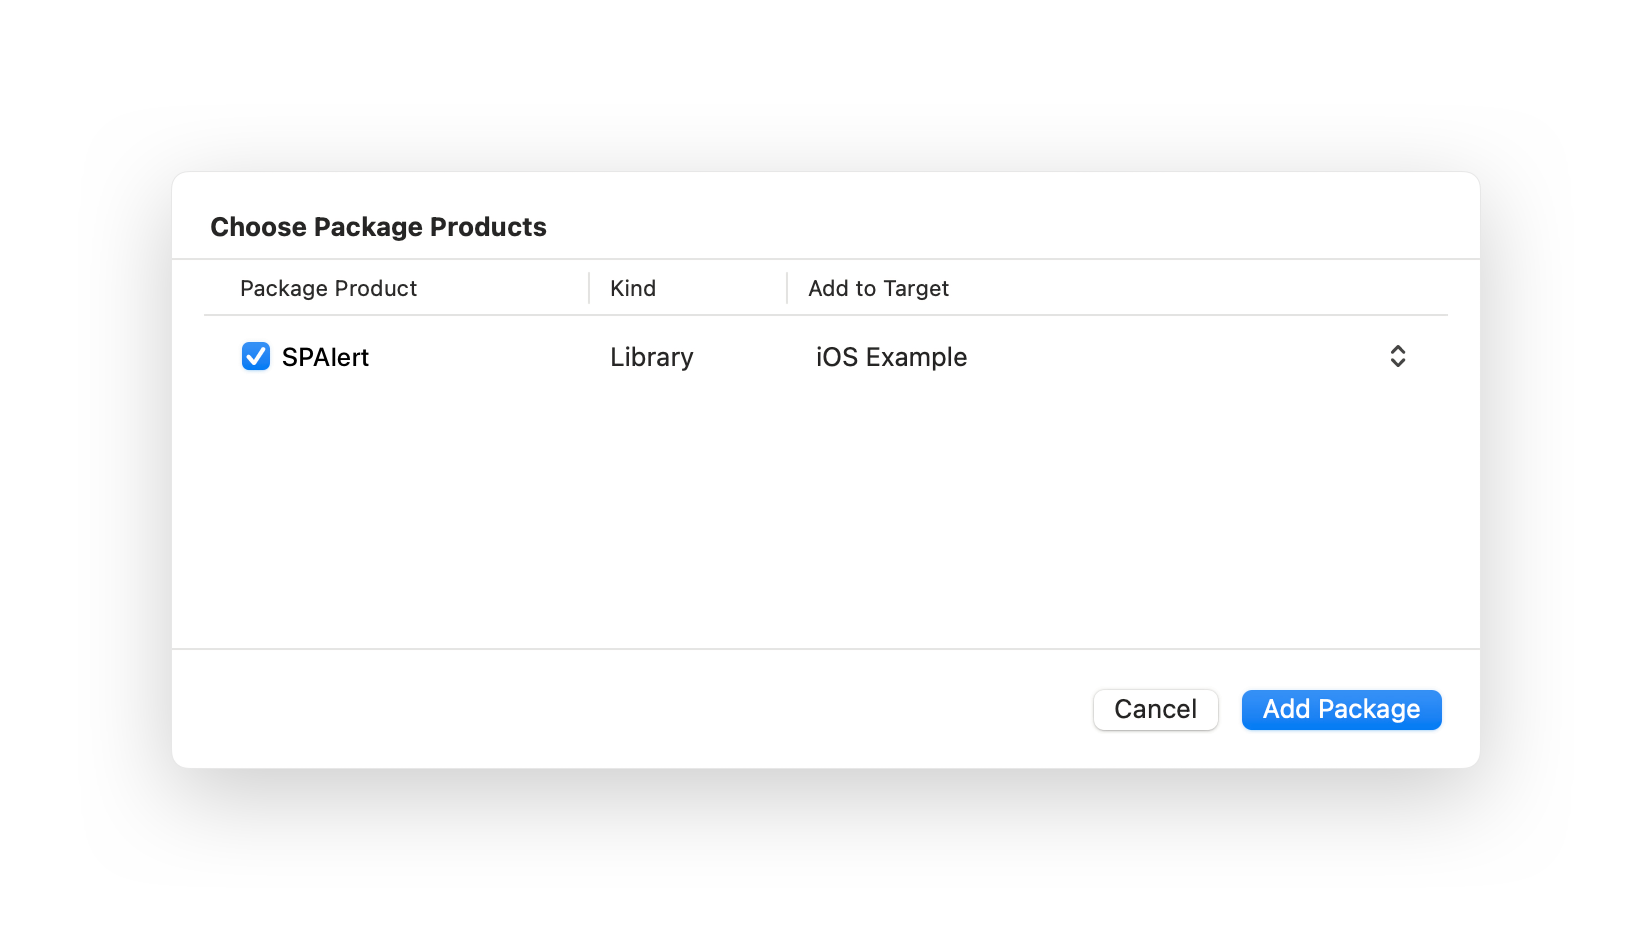 Choose Package Products
Package Product Kind Add to Target
SPAlert Library iOS Example
Cancel Add Package